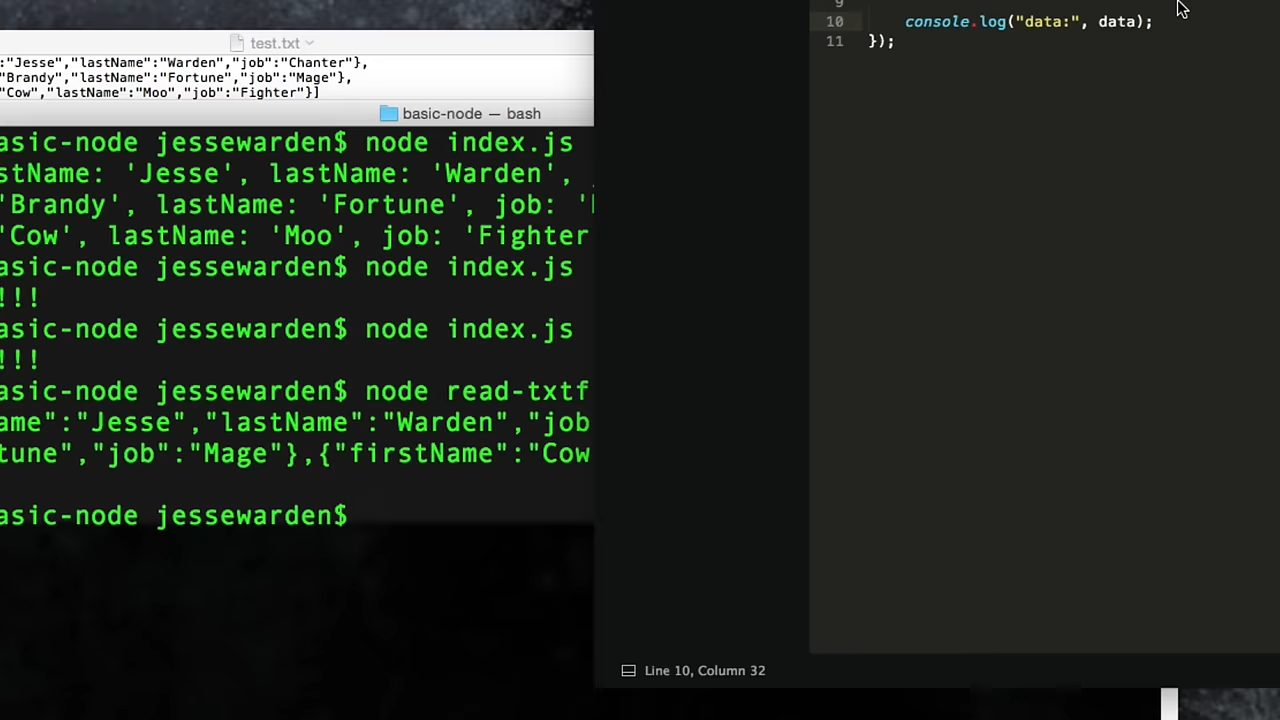 test.txt
:"Jesse","lastName":"Warden","job":"Chanter"},
"Brandy","lastName":"Fortune","job":"Mage"},
"Cow","lastName":"Moo","job":"Fighter"}]
basic-node — bash
asic-node jessewarden$ node index.js
stName: 'Jesse', lastName: 'Warden',
'Brandy', lastName: 'Fortune', job: '
'Cow', lastName: 'Moo', job: 'Fighter
asic-node jessewarden$ node index.js
!!!
asic-node jessewarden$ node index.js
!!!
asic-node jessewarden$ node read-txtf
ame":"Jesse","lastName":"Warden","job
tune","job":"Mage"},{"firstName":"Cow
asic-node jessewarden$
9
10 console.log("data:", data);
11 });
Line 10, Column 32